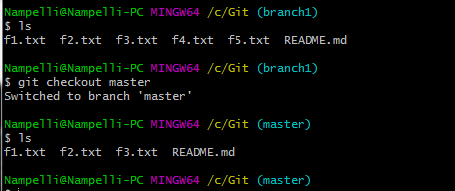 Nampelli@Nampelli-PC MINGW64 /c/Git (branch1)
$ ls
f1.txt  f2.txt  f3.txt  f4.txt  f5.txt  README.md
Nampelli@Nampelli-PC MINGW64 /c/Git (branch1)
$ git checkout master
Switched to branch 'master'
Nampelli@Nampelli-PC MINGW64 /c/Git (master)
$ ls
f1.txt  f2.txt  f3.txt  README.md
Nampelli@Nampelli-PC MINGW64 /c/Git (master)